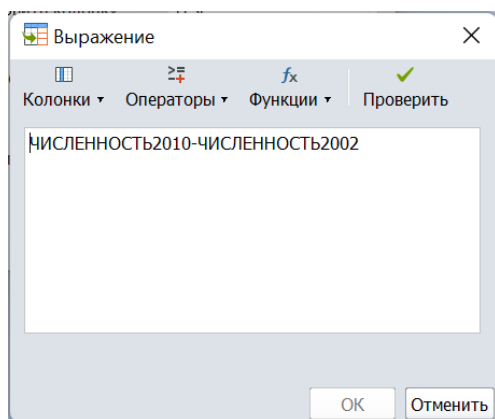 Выражение
Колонки Операторы Функции Проверить
ЧИСЛЕННОСТЬ2010-ЧИСЛЕННОСТЬ2002
OK Отменить